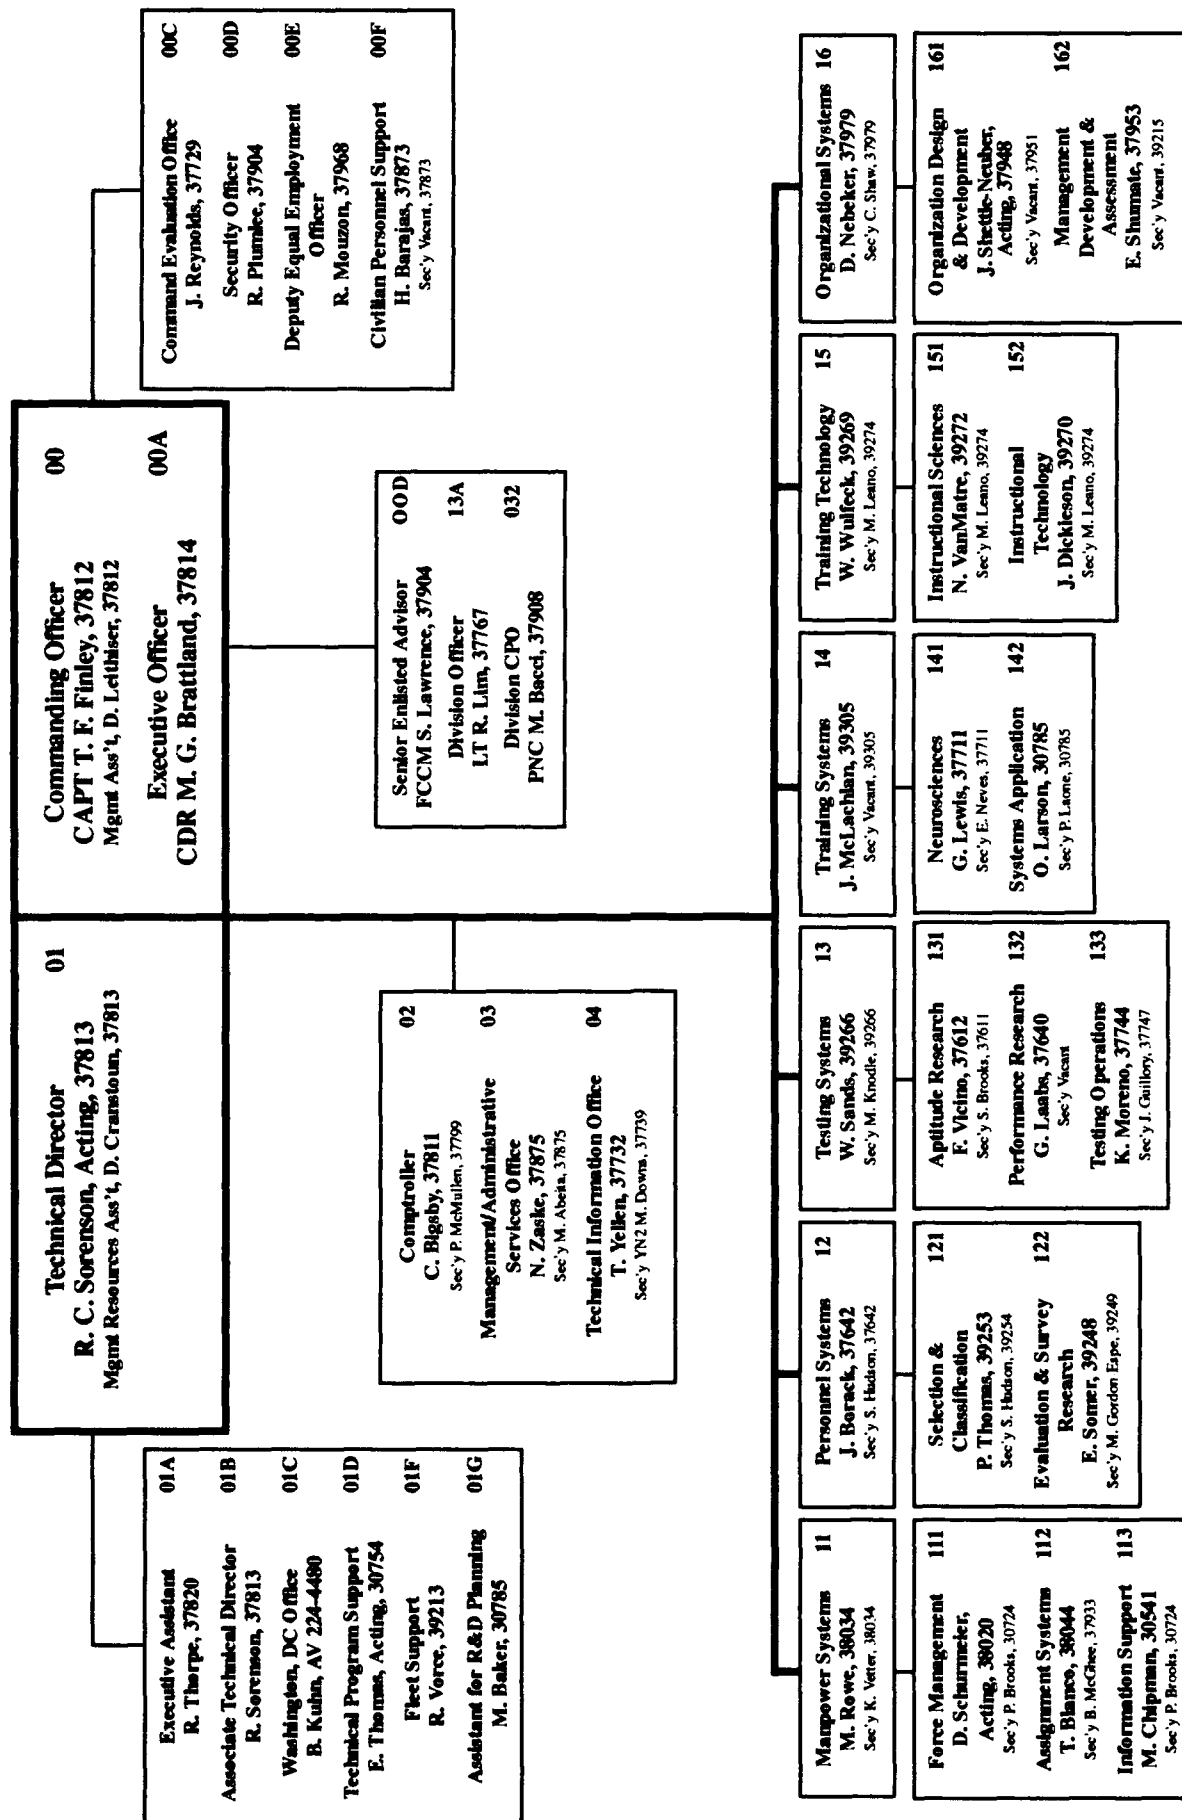 Technical Director 01
R. C. Sorenson, Acting, 37813
Mgmt Resources Ass't, D. Cranstoun, 37813
Commanding Officer 00
CAPT T. F. Finley, 37812
Mgmt Ass't, D. Leithiser, 37812
Executive Officer 00A
CDR M. G. Brattland, 37814
Executive Assistant 01A
R. Thorpe, 37820
Associate Technical Director 01B
R. Sorenson, 37813
Washington, DC Office 01C
B. Kuhn, AV 224-4480
Technical Program Support 01D
E. Thomas, Acting, 30754
Fleet Support 01F
R. Vorce, 39213
Assistant for R&D Planning 01G
M. Baker, 30785
Command Evaluation Office 00C
J. Reynolds, 37729
Security Officer 00D
R. Plumlee, 37904
Deputy Equal Employment 00E
Officer
R. Mouzon, 37968
Civilian Personnel Support 00F
H. Barajas, 37873
Sec'y Vacant, 37873
Comptroller 02
C. Bigsby, 37811
Sec'y P. McMullen, 37799
Management/Administrative 03
Services Office
N. Zaske, 37875
Sec'y M. Abeita, 37875
Technical Information Office 04
T. Yellen, 37732
Sec'y YN2 M. Downs, 37739
Senior Enlisted Advisor OOD
FCCM S. Lawrence, 37904
Division Officer 13A
LT R. Lim, 37767
Division CPO 032
PNC M. Bacci, 37908
Manpower Systems 11
M. Rowe, 38034
Sec'y K. Vetter, 38034
Force Management 111
D. Schurmeier,
Acting, 38020
Sec'y P. Brooks, 30724
Assignment Systems 112
T. Blanco, 38044
Sec'y B. McGhee, 37933
Information Support 113
M. Chipman, 30541
Sec'y P. Brooks, 30724
Personnel Systems 12
J. Borack, 37642
Sec'y S. Hudson, 37642
Selection & 121
Classification
P. Thomas, 39253
Sec'y S. Hudson, 39254
Evaluation & Survey 122
Research
E. Somer, 39248
Sec'y M. Gordon Espe, 39249
Testing Systems 13
W. Sands, 39266
Sec'y M. Knodle, 39266
Aptitude Research 131
F. Vicino, 37612
Sec'y S. Brooks, 37611
Performance Research 132
G. Laabs, 37640
Sec'y Vacant
Testing Operations 133
K. Moreno, 37744
Sec'y J. Guillory, 37747
Training Systems 14
J. McLachlan, 39305
Sec'y Vacant, 39305
Neurosciences 141
G. Lewis, 37711
Sec'y E. Neves, 37711
Systems Application 142
O. Larson, 30785
Sec'y P. Laone, 30785
Training Technology 15
W. Wulfeck, 39269
Sec'y M. Leano, 39274
Instructional Sciences 151
N. VanMatre, 39272
Sec'y M. Leano, 39274
Instructional 152
Technology
J. Dickieson, 39270
Sec'y M. Leano, 39274
Organizational Systems 16
D. Nebeker, 37979
Sec'y C. Shaw, 37979
Organization Design 161
& Development
J. Shettle-Neuber,
Acting, 37948
Sec'y Vacant, 37951
Management 162
Development &
Assessment
E. Shumate, 37953
Sec'y Vacant, 39215